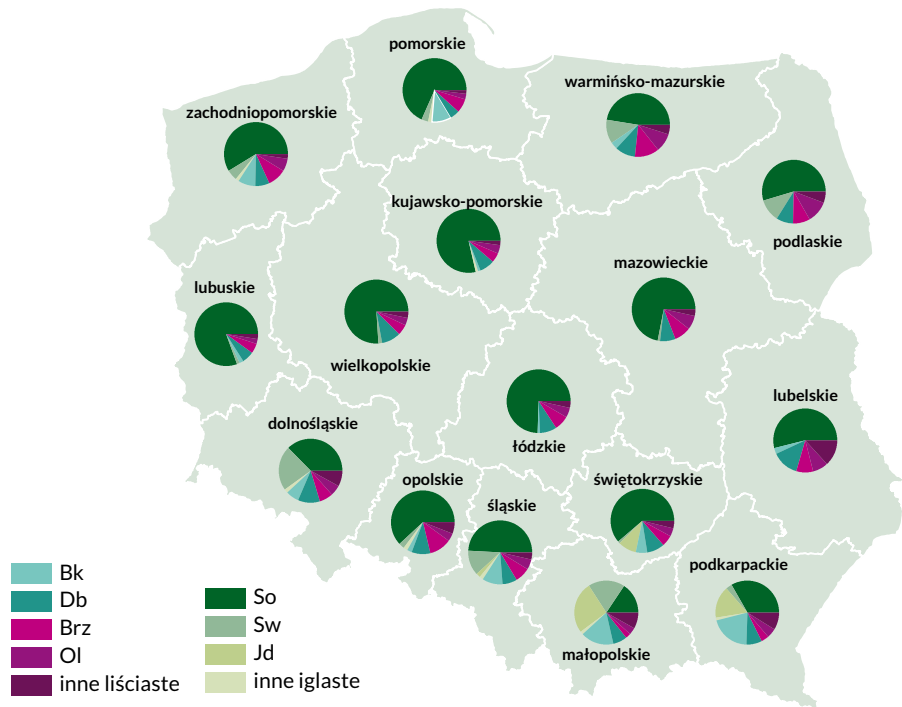 pomorskie
warmińsko-mazurskie
zachodniopomorskie
kujawsko-pomorskie
podlaskie
mazowieckie
lubuskie
wielkopolskie
lubelskie
dolnośląskie
łódzkie
opolskie
świętokrzyskie
śląskie
podkarpackie
małopolskie
Bk
Db
Brz
Ol
inne liściaste
So
Sw
Jd
inne iglaste